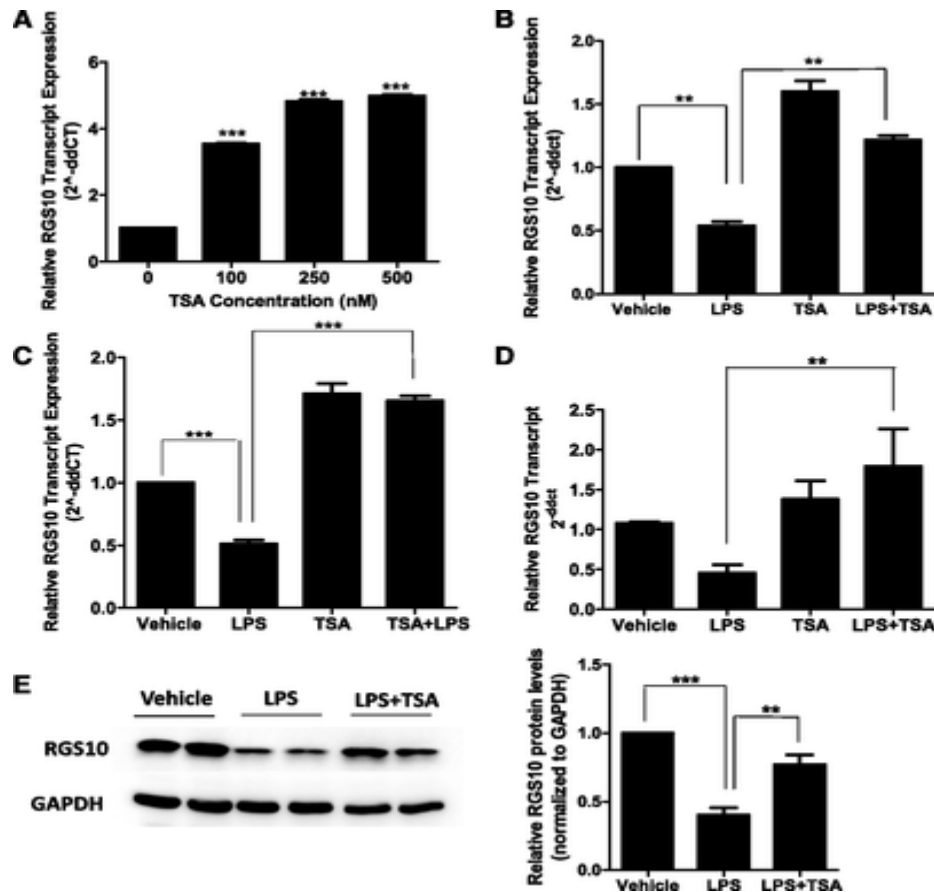 A
Relative RGS10 Transcript Expression
(2^-ddCT)
6
4
2
0
***
***
***
0
100
250
500
TSA Concentration (nM)
B
Relative RGS10 Transcript Expression
(2^-ddct)
2.0
1.5
1.0
0.5
0.0
**
**
Vehicle
LPS
TSA
LPS+TSA
C
Relative RGS10 Transcript Expression
(2^-ddCT)
2.0
1.5
1.0
0.5
0.0
***
***
Vehicle
LPS
TSA
TSA+LPS
D
Relative RGS10 Transcript
2^-ddct
2.5
2.0
1.5
1.0
0.5
0.0
**
Vehicle
LPS
TSA
LPS+TSA
E
Vehicle
LPS
LPS+TSA
RGS10
GAPDH
Relative RGS10 protein levels
(normalized to GAPDH)
1.5
1.0
0.5
0.0
***
**
Vehicle
LPS
LPS+TSA